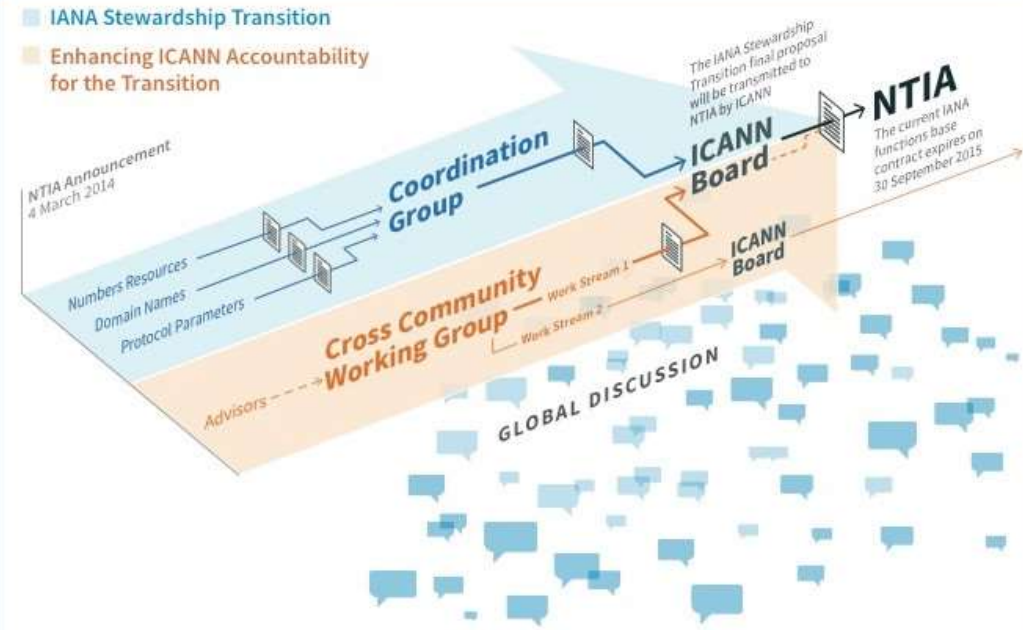 IANA Stewardship Transition
Enhancing ICANN Accountability
for the Transition
NTIA Announcement
4 March 2014
Numbers Resources
Domain Names
Protocol Parameters
Coordination
Group
The IANA Stewardship
Transition final proposal
will be transmitted to
NTIA by ICANN
ICANN
Board
NTIA
The current IANA
functions base
contract expires on
30 September 2015
Advisors
Cross Community
Working Group
Work Stream 1
Work Stream 2
ICANN
Board
GLOBAL DISCUSSION